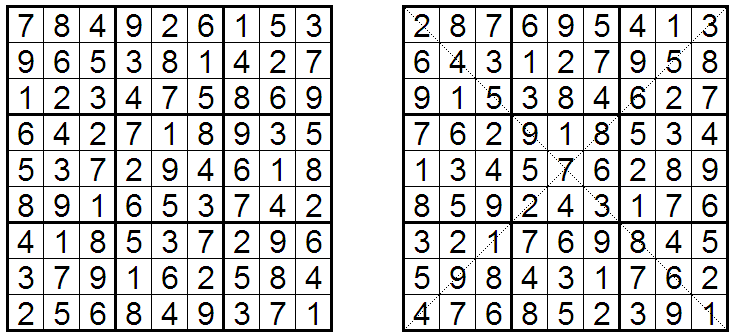 7 8 4 9 2 6 1 5 3
9 6 5 3 8 1 4 2 7
1 2 3 4 7 5 8 6 9
6 4 2 7 1 8 9 3 5
5 3 7 2 9 4 6 1 8
8 9 1 6 5 3 7 4 2
4 1 8 5 3 7 2 9 6
3 7 9 1 6 2 5 8 4
2 5 6 8 4 9 3 7 1
2 8 7 6 9 5 4 1 3
6 4 3 1 2 7 9 5 8
9 1 5 3 8 4 6 2 7
7 6 2 9 1 8 5 3 4
1 3 4 5 7 6 2 8 9
8 5 9 2 4 3 1 7 6
3 2 1 7 6 9 8 4 5
5 9 8 4 3 1 7 6 2
4 7 6 8 5 2 3 9 1